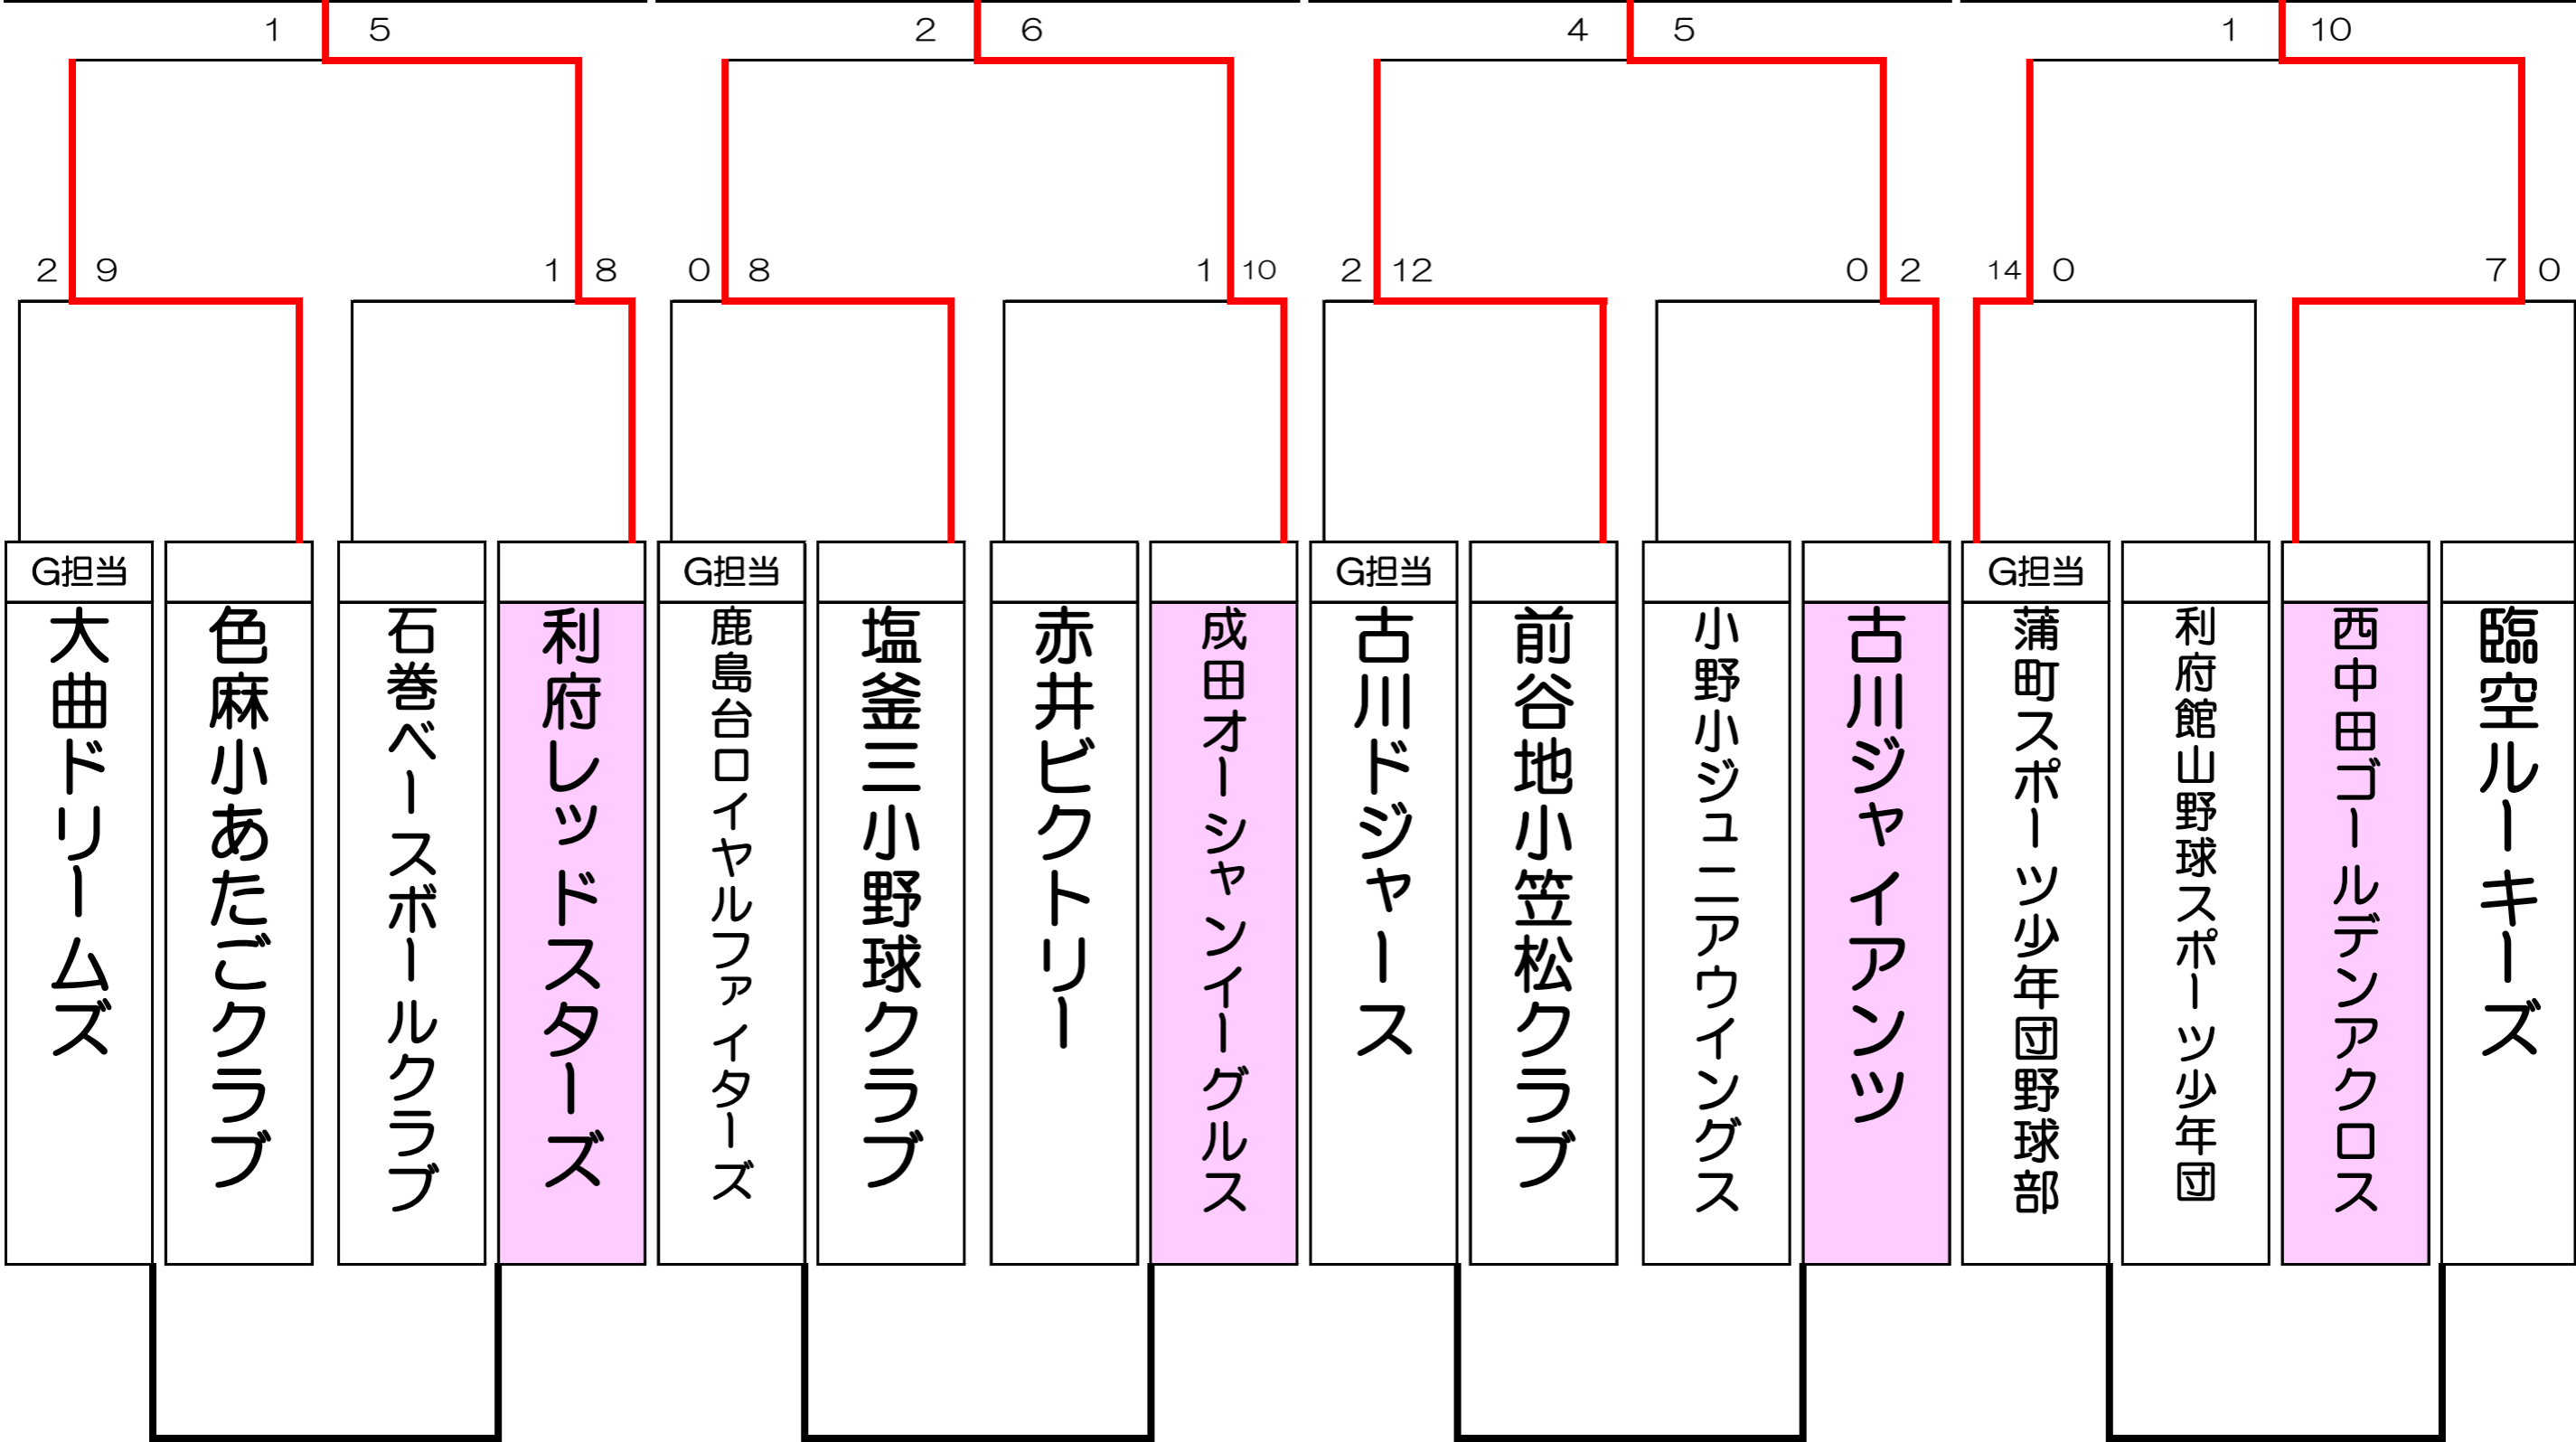 1 5 2 6 4 5 1 10
2 9 1 8 0 8 1 10 2 12 0 2 14 0 7 0
G担当 G担当 G担当 G担当
大曲ドリームズ
色麻小あたごクラブ
石巻ベースボールクラブ
利府レッドスターズ
鹿島台ロイヤルファイターズ
塩釜三小野球クラブ
赤井ビクトリー
成田オーシャンイーグルス
古川ドジャース
前谷地小笠松クラブ
小野小ジュニアウイングス
古川ジャイアンツ
蒲町スポーツ少年団野球部
利府館山野球スポーツ少年団
西中田ゴールデンアクロス
臨空ルーキーズ